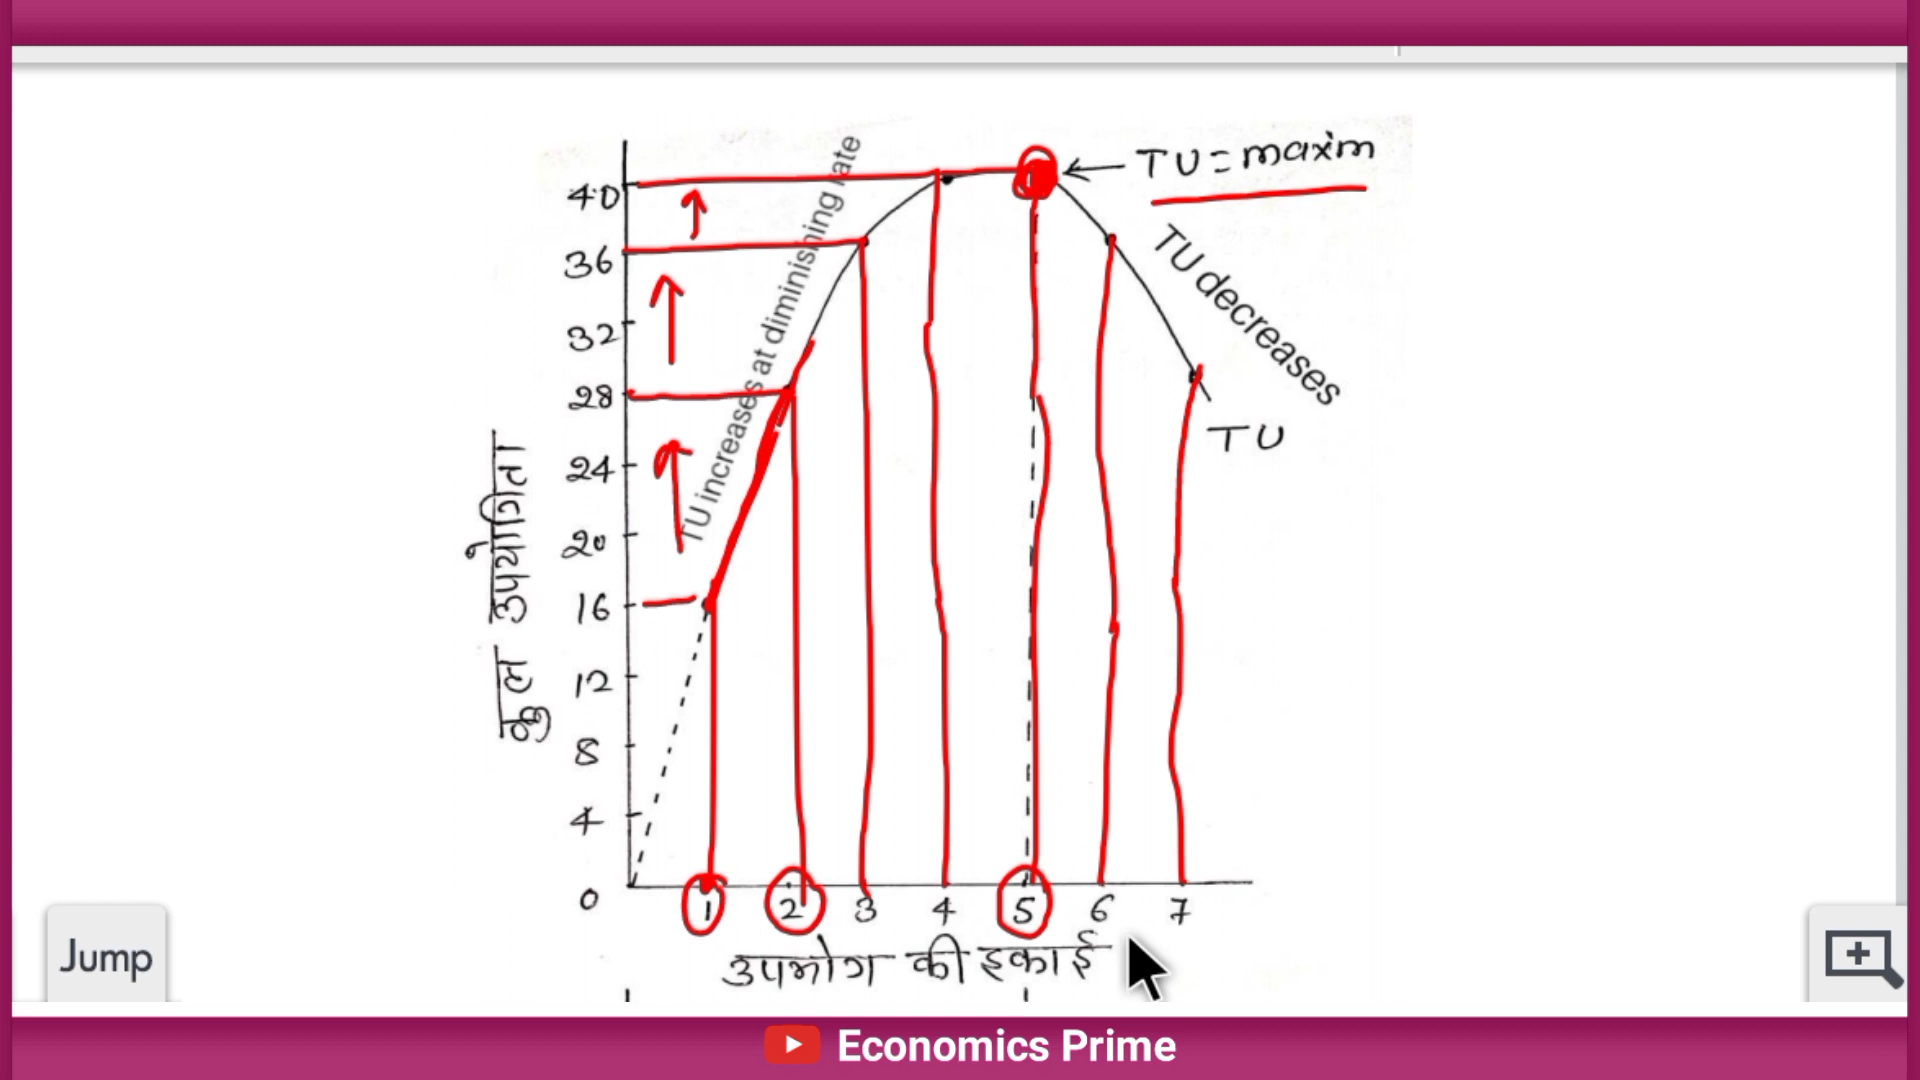 TU = maxim
40
36
32
28
24
20
16
12
8
4
0
TU increases at diminising rate
TU decreases
TU
कुल उपयोगिता
1 2 3 4 5 6 7
उपभोग की इकाई
Jump
Economics Prime